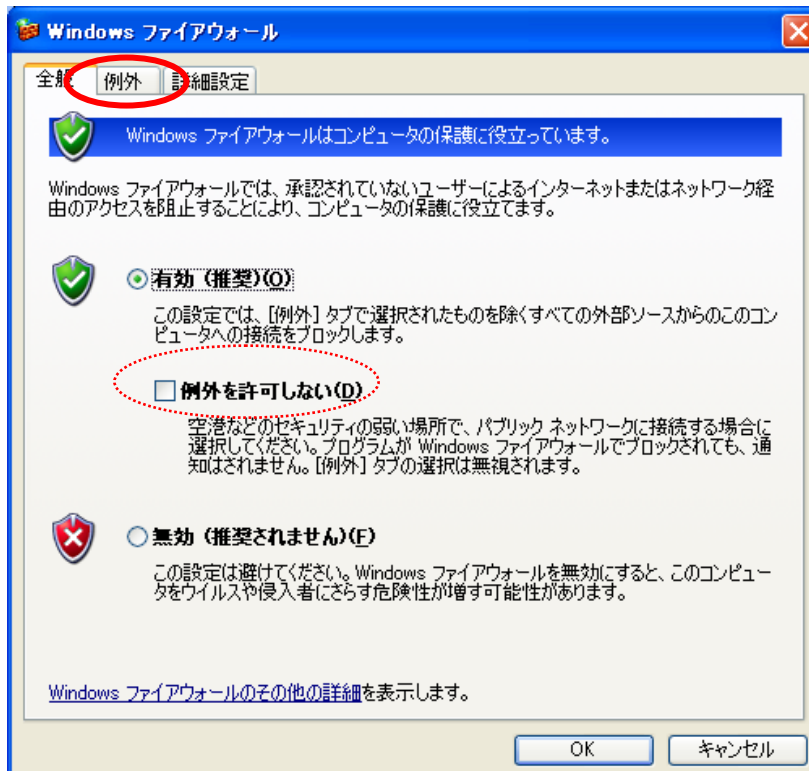 Windows ファイアウォール
全般 例外 詳細設定
Windows ファイアウォールはコンピュータの保護に役立っています。
Windows ファイアウォールでは、承認されていないユーザーによるインターネットまたはネットワーク経
由のアクセスを阻止することにより、コンピュータの保護に役立てます。
有効 (推奨)(O)
この設定では、[例外] タブで選択されたものを除くすべての外部ソースからのこのコン
ピュータへの接続をブロックします。
例外を許可しない(D)
空港などのセキュリティの弱い場所で、パブリック ネットワークに接続する場合に
選択してください。プログラムが Windows ファイアウォールでブロックされても、通
知はされません。[例外] タブの選択は無視されます。
無効 (推奨されません)(F)
この設定は避けてください。Windows ファイアウォールを無効にすると、このコンピュー
タをウイルスや侵入者にさらす危険性が増す可能性があります。
Windows ファイアウォールのその他の詳細を表示します。
OK キャンセル